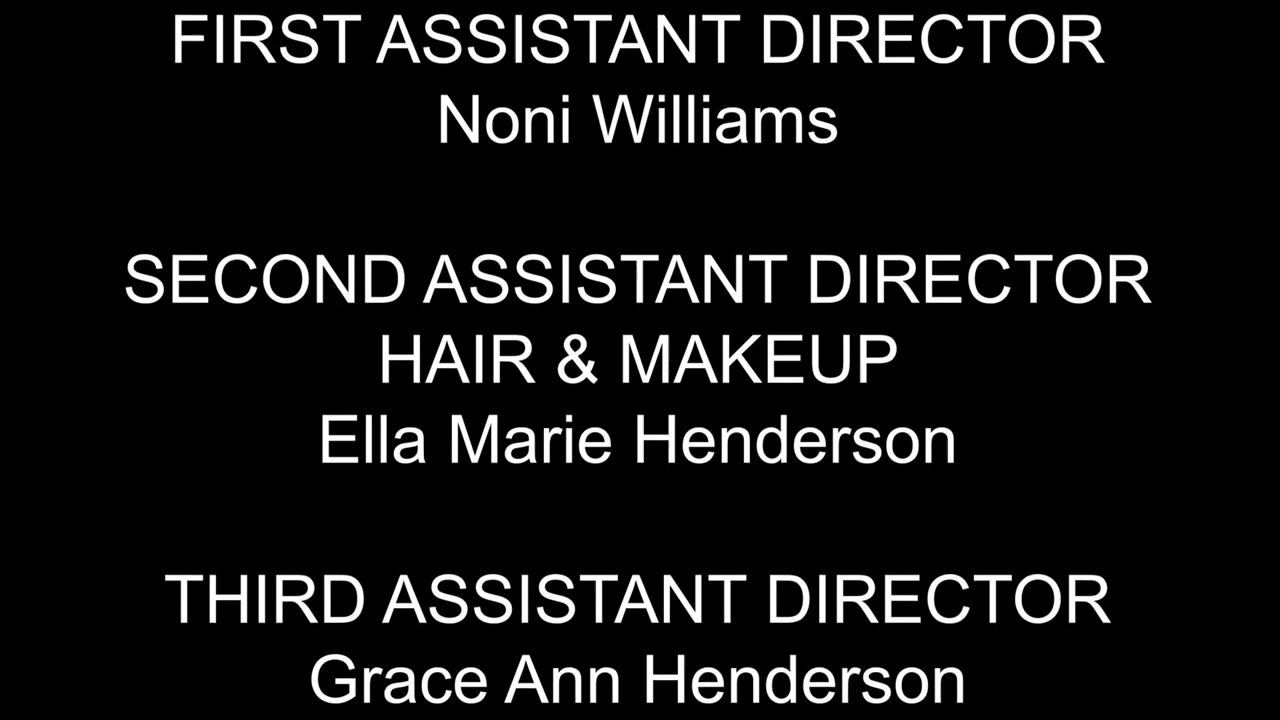 FIRST ASSISTANT DIRECTOR
Noni Williams
SECOND ASSISTANT DIRECTOR
HAIR & MAKEUP
Ella Marie Henderson
THIRD ASSISTANT DIRECTOR
Grace Ann Henderson